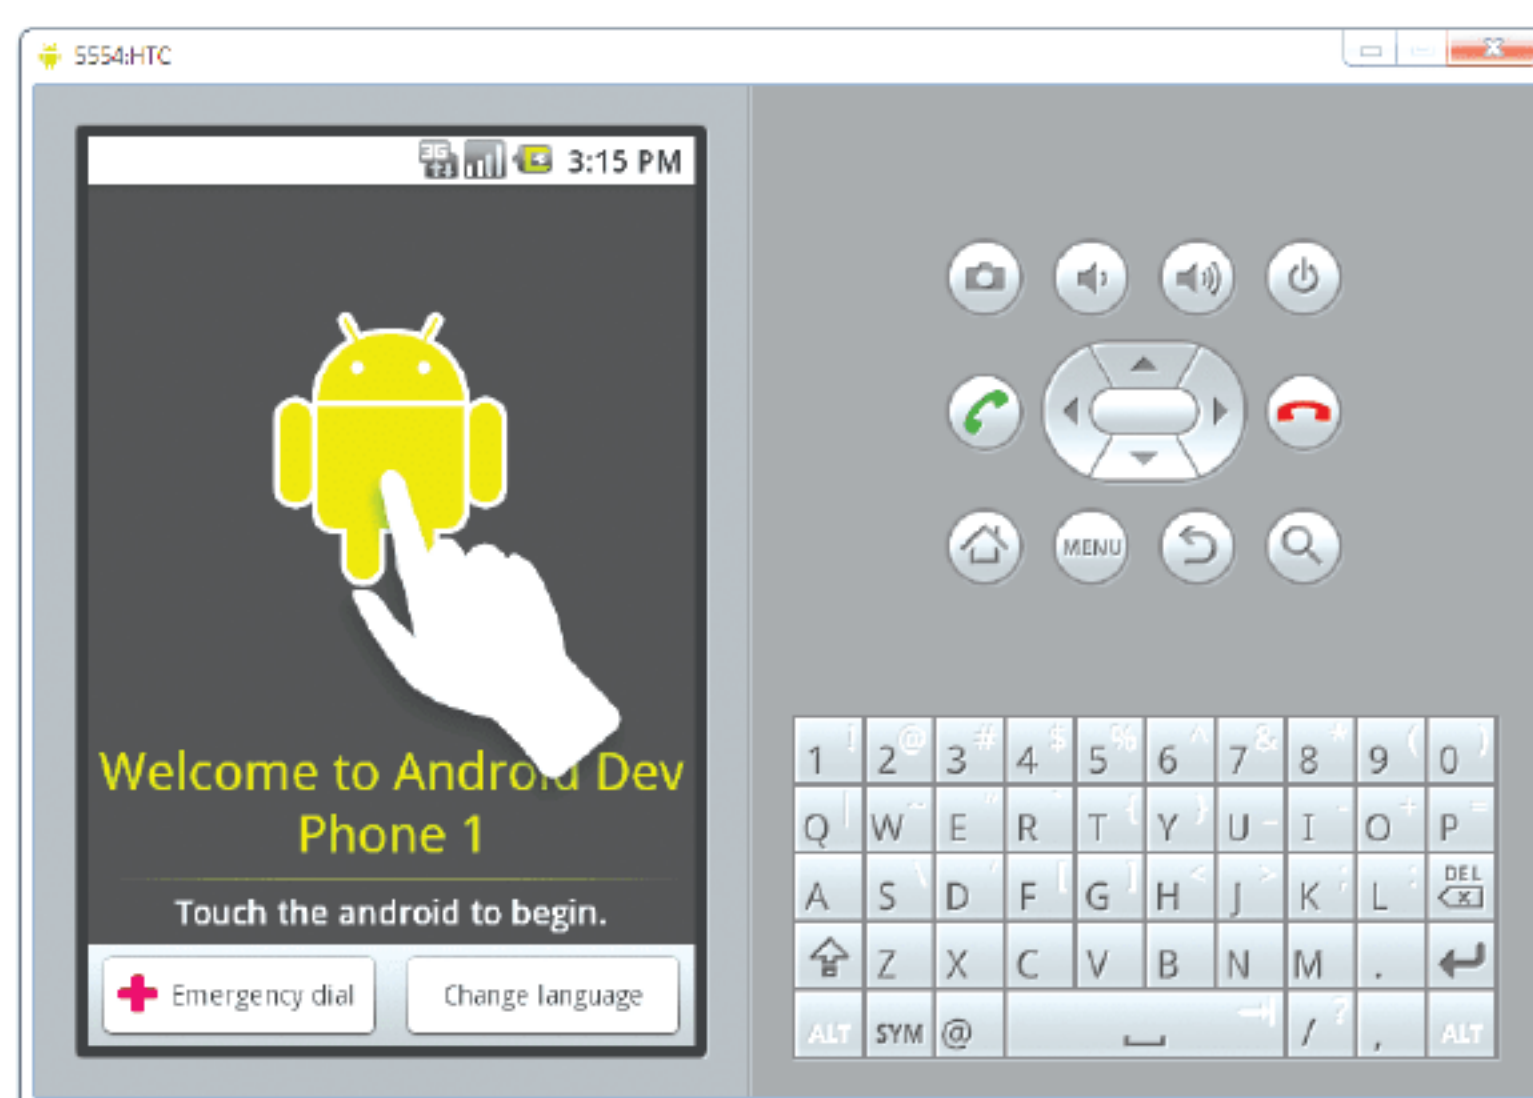 5554:HTC
3G
3:15 PM
Welcome to Android Dev
Phone 1
Touch the android to begin.
Emergency dial
Change language
MENU
1 ! 2 @ 3 # 4 $ 5 % 6 ^ 7 & 8 * 9 ( 0 )
Q | W ~ E " R ` T { Y } U _ I - O + P =
A S \ D ' F [ G ] H < J > K ; L : DEL
Z X C V B N M .
ALT SYM @ / ? , ALT